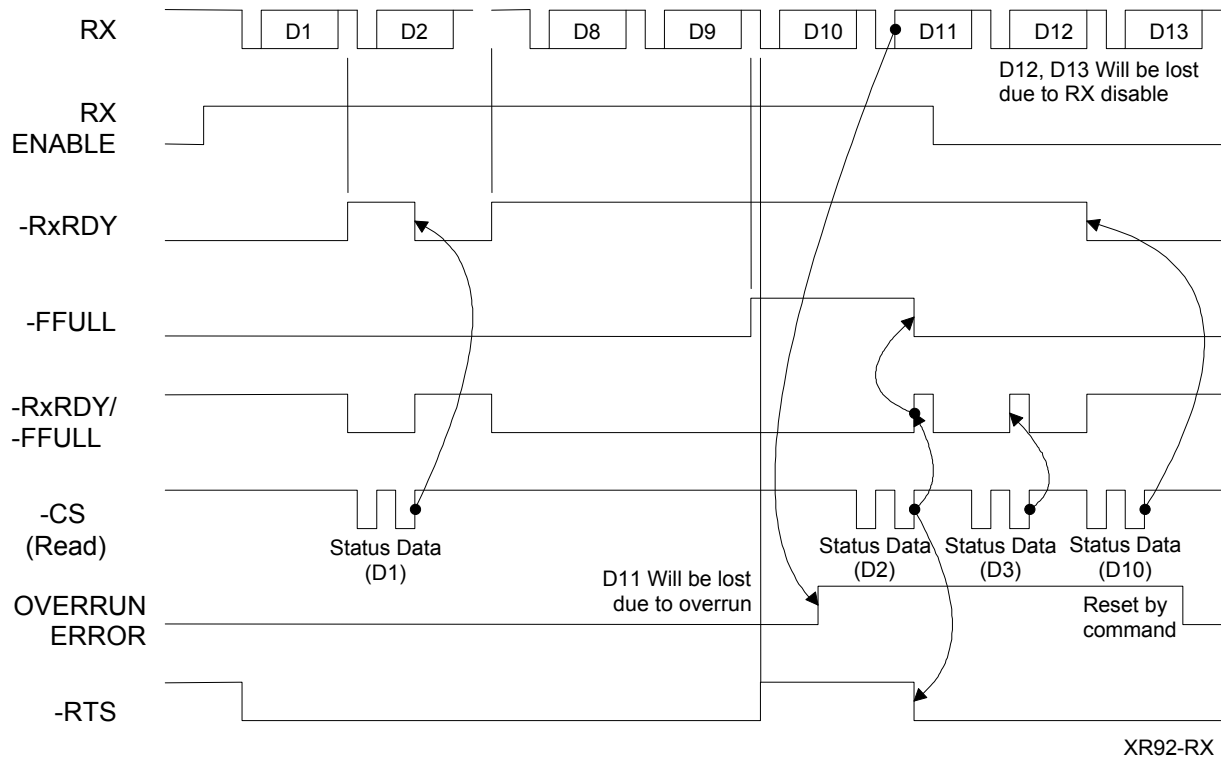 RX
D1
D2
D8
D9
D10
D11
D12
D13
D12, D13 Will be lost
due to RX disable
RX
ENABLE
-RxRDY
-FFULL
-RxRDY/
-FFULL
-CS
(Read)
Status Data
(D1)
Status Data
(D2)
Status Data
(D3)
Status Data
(D10)
D11 Will be lost
due to overrun
OVERRUN
ERROR
Reset by
command
-RTS
XR92-RX